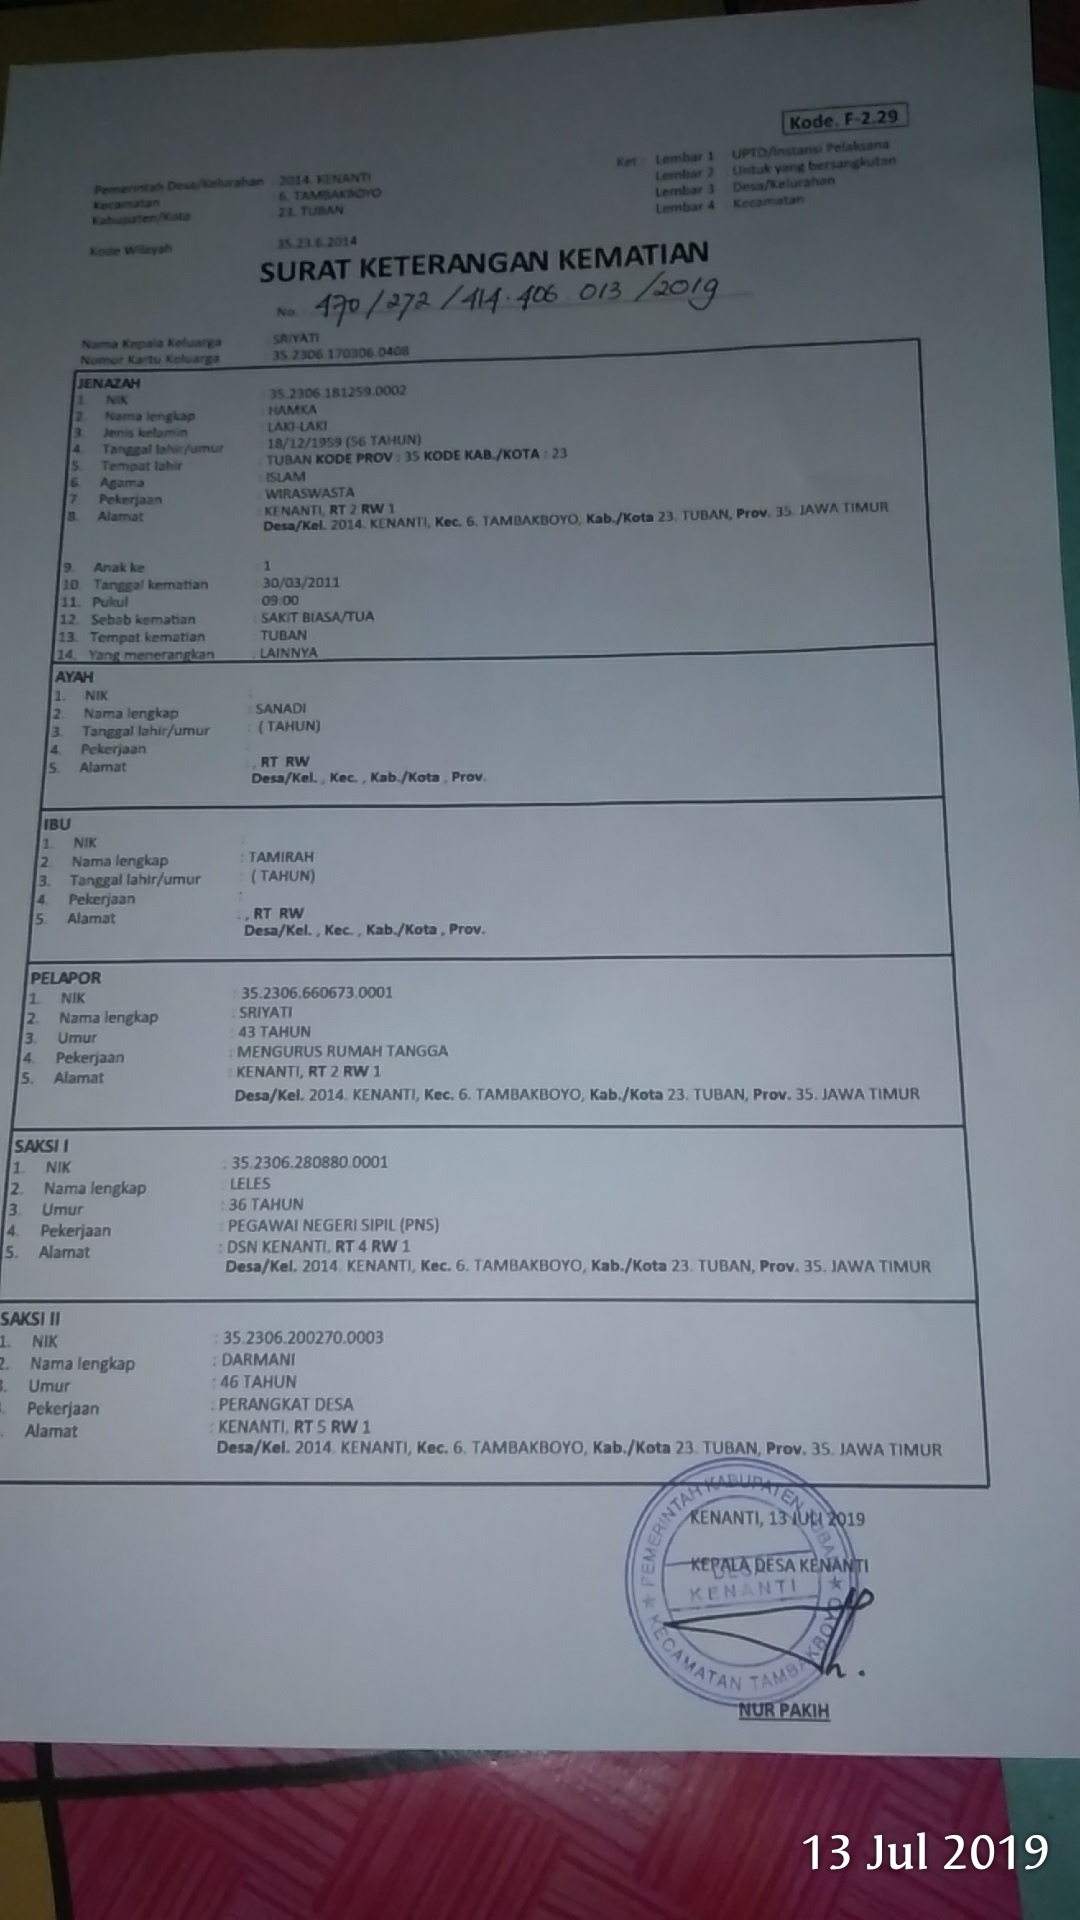 Kode. F-2.29
Ket : Lembar 1 UPTD/Instansi Pelaksana
Lembar 2 Untuk yang bersangkutan
Lembar 3 Desa/Kelurahan
Lembar 4 Kecamatan
Pemerintah Desa/Kelurahan : 2014. KENANTI
Kecamatan 6. TAMBAKBOYO
Kabupaten/Kota 23. TUBAN
Kode Wilayah 35.23.6.2014
SURAT KETERANGAN KEMATIAN
No. 470/272/414.406.013/2019
Nama Kepala Keluarga : SRIYATI
Nomor Kartu Keluarga : 35.2306.170306.0408
JENAZAH
1. NIK : 35.2306.181259.0002
2. Nama lengkap : HAMKA
3. Jenis kelamin : LAKI-LAKI
4. Tanggal lahir/umur : 18/12/1959 (56 TAHUN)
5. Tempat lahir : TUBAN KODE PROV : 35 KODE KAB./KOTA : 23
6. Agama : ISLAM
7. Pekerjaan : WIRASWASTA
8. Alamat : KENANTI, RT 2 RW 1
Desa/Kel. 2014. KENANTI, Kec. 6. TAMBAKBOYO, Kab./Kota 23. TUBAN, Prov. 35. JAWA TIMUR
9. Anak ke : 1
10. Tanggal kematian : 30/03/2011
11. Pukul : 09:00
12. Sebab kematian : SAKIT BIASA/TUA
13. Tempat kematian : TUBAN
14. Yang menerangkan : LAINNYA
AYAH
1. NIK :
2. Nama lengkap : SANADI
3. Tanggal lahir/umur : ( TAHUN)
4. Pekerjaan :
5. Alamat : , RT RW
Desa/Kel. , Kec. , Kab./Kota , Prov.
IBU
1. NIK :
2. Nama lengkap : TAMIRAH
3. Tanggal lahir/umur : ( TAHUN)
4. Pekerjaan :
5. Alamat : , RT RW
Desa/Kel. , Kec. , Kab./Kota , Prov.
PELAPOR
1. NIK : 35.2306.660673.0001
2. Nama lengkap : SRIYATI
3. Umur : 43 TAHUN
4. Pekerjaan : MENGURUS RUMAH TANGGA
5. Alamat : KENANTI, RT 2 RW 1
Desa/Kel. 2014. KENANTI, Kec. 6. TAMBAKBOYO, Kab./Kota 23. TUBAN, Prov. 35. JAWA TIMUR
SAKSI I
1. NIK : 35.2306.280880.0001
2. Nama lengkap : LELES
3. Umur : 36 TAHUN
4. Pekerjaan : PEGAWAI NEGERI SIPIL (PNS)
5. Alamat : DSN KENANTI, RT 4 RW 1
Desa/Kel. 2014. KENANTI, Kec. 6. TAMBAKBOYO, Kab./Kota 23. TUBAN, Prov. 35. JAWA TIMUR
SAKSI II
1. NIK : 35.2306.200270.0003
2. Nama lengkap : DARMANI
. Umur : 46 TAHUN
. Pekerjaan : PERANGKAT DESA
. Alamat : KENANTI, RT 5 RW 1
Desa/Kel. 2014. KENANTI, Kec. 6. TAMBAKBOYO, Kab./Kota 23. TUBAN, Prov. 35. JAWA TIMUR
KENANTI, 13 JULI 2019
KEPALA DESA KENANTI
PEMERINTAH KABUPATEN TUBAN
DESA
KENANTI
KECAMATAN TAMBAKBOYO
NUR PAKIH
13 Jul 2019